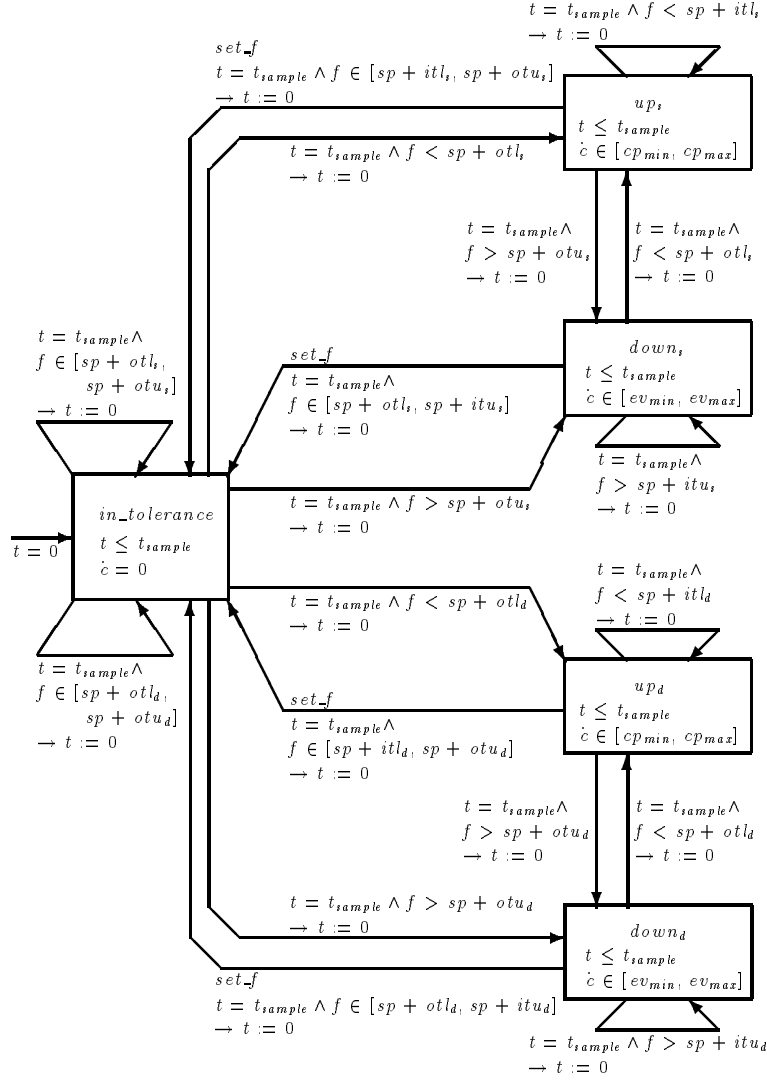 t = t_sample ∧ f < sp + itl_s
→ t := 0
set_f
t = t_sample ∧ f ∈ [sp + itl_s, sp + otu_s]
→ t := 0
up_s
t ≤ t_sample
ċ ∈ [cp_min, cp_max]
t = t_sample ∧ f < sp + otl_s
→ t := 0
t = t_sample∧
f > sp + otu_s
→ t := 0
t = t_sample∧
f < sp + otl_s
→ t := 0
t = t_sample∧
f ∈ [sp + otl_s,
sp + otu_s]
→ t := 0
set_f
t = t_sample∧
f ∈ [sp + otl_s, sp + itu_s]
→ t := 0
down_s
t ≤ t_sample
ċ ∈ [ev_min, ev_max]
t = t_sample∧
f > sp + itu_s
→ t := 0
t = t_sample ∧ f > sp + otu_s
→ t := 0
in_tolerance
t ≤ t_sample
ċ = 0
t = 0
t = t_sample ∧ f < sp + otl_d
→ t := 0
t = t_sample∧
f < sp + itl_d
→ t := 0
t = t_sample∧
f ∈ [sp + otl_d,
sp + otu_d]
→ t := 0
set_f
t = t_sample∧
f ∈ [sp + itl_d, sp + otu_d]
→ t := 0
up_d
t ≤ t_sample
ċ ∈ [cp_min, cp_max]
t = t_sample∧
f > sp + otu_d
→ t := 0
t = t_sample∧
f < sp + otl_d
→ t := 0
t = t_sample ∧ f > sp + otu_d
→ t := 0
down_d
t ≤ t_sample
ċ ∈ [ev_min, ev_max]
set_f
t = t_sample ∧ f ∈ [sp + otl_d, sp + itu_d]
→ t := 0
t = t_sample ∧ f > sp + itu_d
→ t := 0